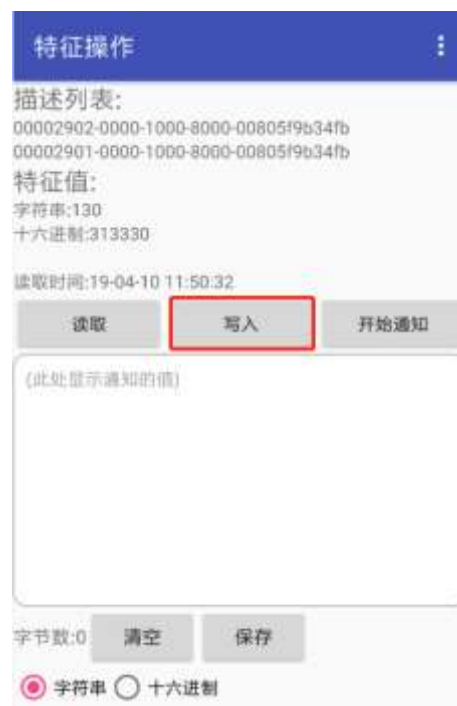 特征操作
描述列表:
00002902-0000-1000-8000-00805f9b34fb
00002901-0000-1000-8000-00805f9b34fb
特征值:
字符串:130
十六进制:313330
读取时间:19-04-10 11:50:32
读取 写入 开始通知
(此处显示通知的值)
字节数:0 清空 保存
字符串 十六进制